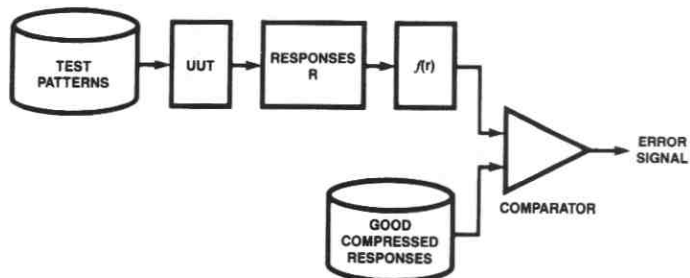 TEST
PATTERNS
UUT
RESPONSES
R
f(r)
ERROR
SIGNAL
COMPARATOR
GOOD
COMPRESSED
RESPONSES